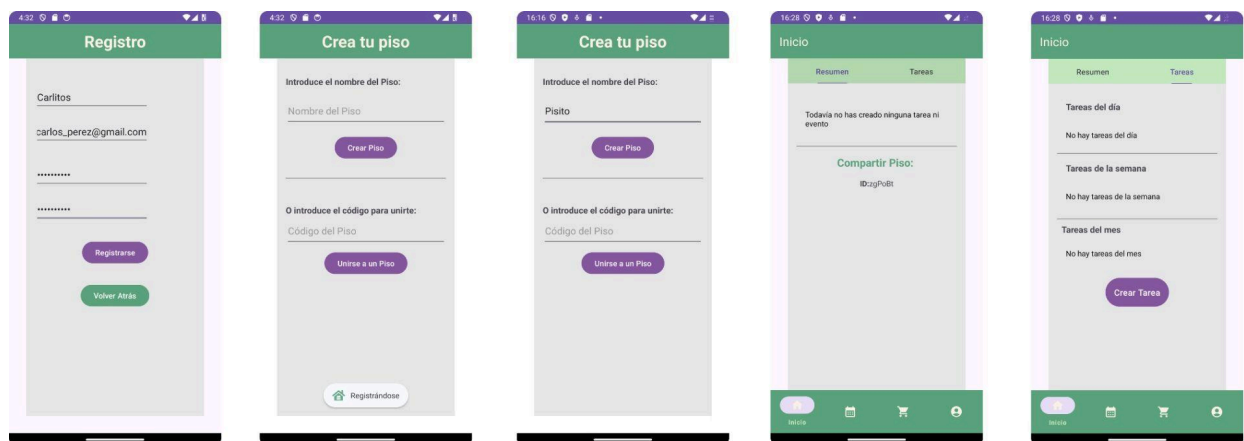 4:32
Registro
Carlitos
carlos_perez@gmail.com
••••••••••
••••••••••
Registrarse
Volver Atrás
4:32
Crea tu piso
Introduce el nombre del Piso:
Nombre del Piso
Crear Piso
O introduce el código para unirte:
Código del Piso
Unirse a un Piso
Registrándose
16:16
Crea tu piso
Introduce el nombre del Piso:
Pisito
Crear Piso
O introduce el código para unirte:
Código del Piso
Unirse a un Piso
16:28
Inicio
Resumen Tareas
Todavía no has creado ninguna tarea ni
evento
Compartir Piso:
ID:zgPoBt
Inicio
16:28
Inicio
Resumen Tareas
Tareas del día
No hay tareas del día
Tareas de la semana
No hay tareas de la semana
Tareas del mes
No hay tareas del mes
Crear Tarea
Inicio